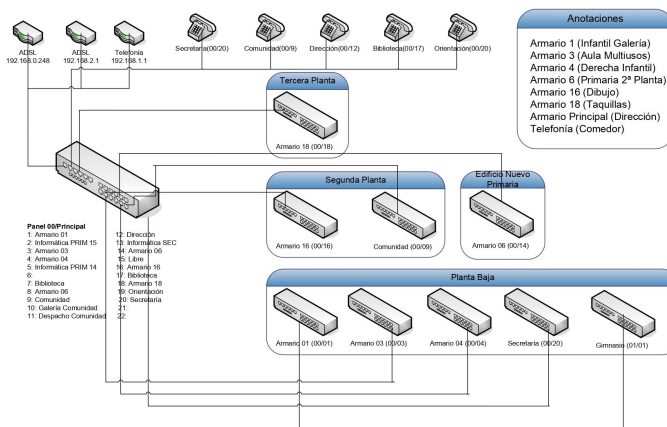 ADSL
192.168.0.248
ADSL
192.168.2.1
Telefonía
192.168.1.1
Secretaría(00/20)
Comunidad(00/9)
Dirección(00/12)
Biblioteca(00/17)
Orientación(00/20)
Anotaciones
Armario 1 (Infantil Galería)
Armario 3 (Aula Multiusos)
Armario 4 (Derecha Infantil)
Armario 6 (Primaria 2ª Planta)
Armario 16 (Dibujo)
Armario 18 (Taquillas)
Armario Principal (Dirección)
Telefonía (Comedor)
Tercera Planta
Armario 18 (00/18)
Segunda Planta
Armario 16 (00/16)
Comunidad (00/09)
Edificio Nuevo
Primaria
Armario 06 (00/14)
Panel 00/Principal
1: Armario 01
2: Informática PRIM 15
3: Armario 03
4: Armario 04
5: Informática PRIM 14
6:
7: Biblioteca
8: Armario 06
9: Comunidad
10: Galería Comunidad
11: Despacho Comunidad
12: Dirección
13: Informática SEC
14: Armario 06
15: Libre
16: Armario 16
17: Biblioteca
18: Armario 18
19: Orientación
20: Secretaría
21:
22:
Planta Baja
Armario 01 (00/01)
Armario 03 (00/03)
Armario 04 (00/04)
Secretaría (00/20)
Gimnasio (01/01)